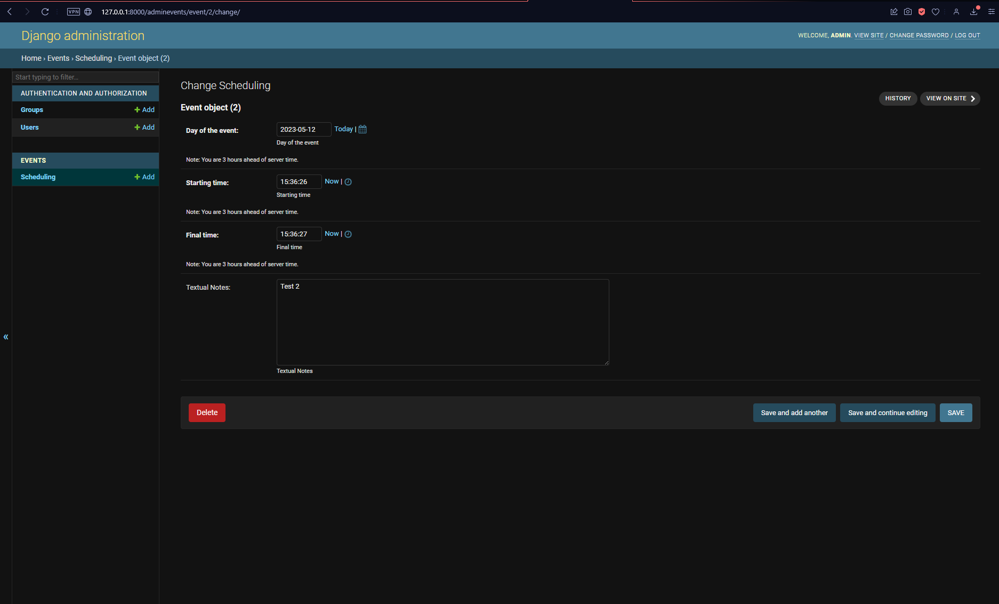 VPN 127.0.0.1:8000/adminevents/event/2/change/
Django administration
WELCOME, ADMIN. VIEW SITE / CHANGE PASSWORD / LOG OUT
Home › Events › Scheduling › Event object (2)
Start typing to filter...
AUTHENTICATION AND AUTHORIZATION
Groups + Add
Users + Add
EVENTS
Scheduling + Add
«
Change Scheduling
HISTORY VIEW ON SITE
Event object (2)
Day of the event: 2023-05-12 Today |
Day of the event
Note: You are 3 hours ahead of server time.
Starting time: 15:36:26 Now |
Starting time
Note: You are 3 hours ahead of server time.
Final time: 15:36:27 Now |
Final time
Note: You are 3 hours ahead of server time.
Textual Notes: Test 2
Textual Notes
Delete Save and add another Save and continue editing SAVE